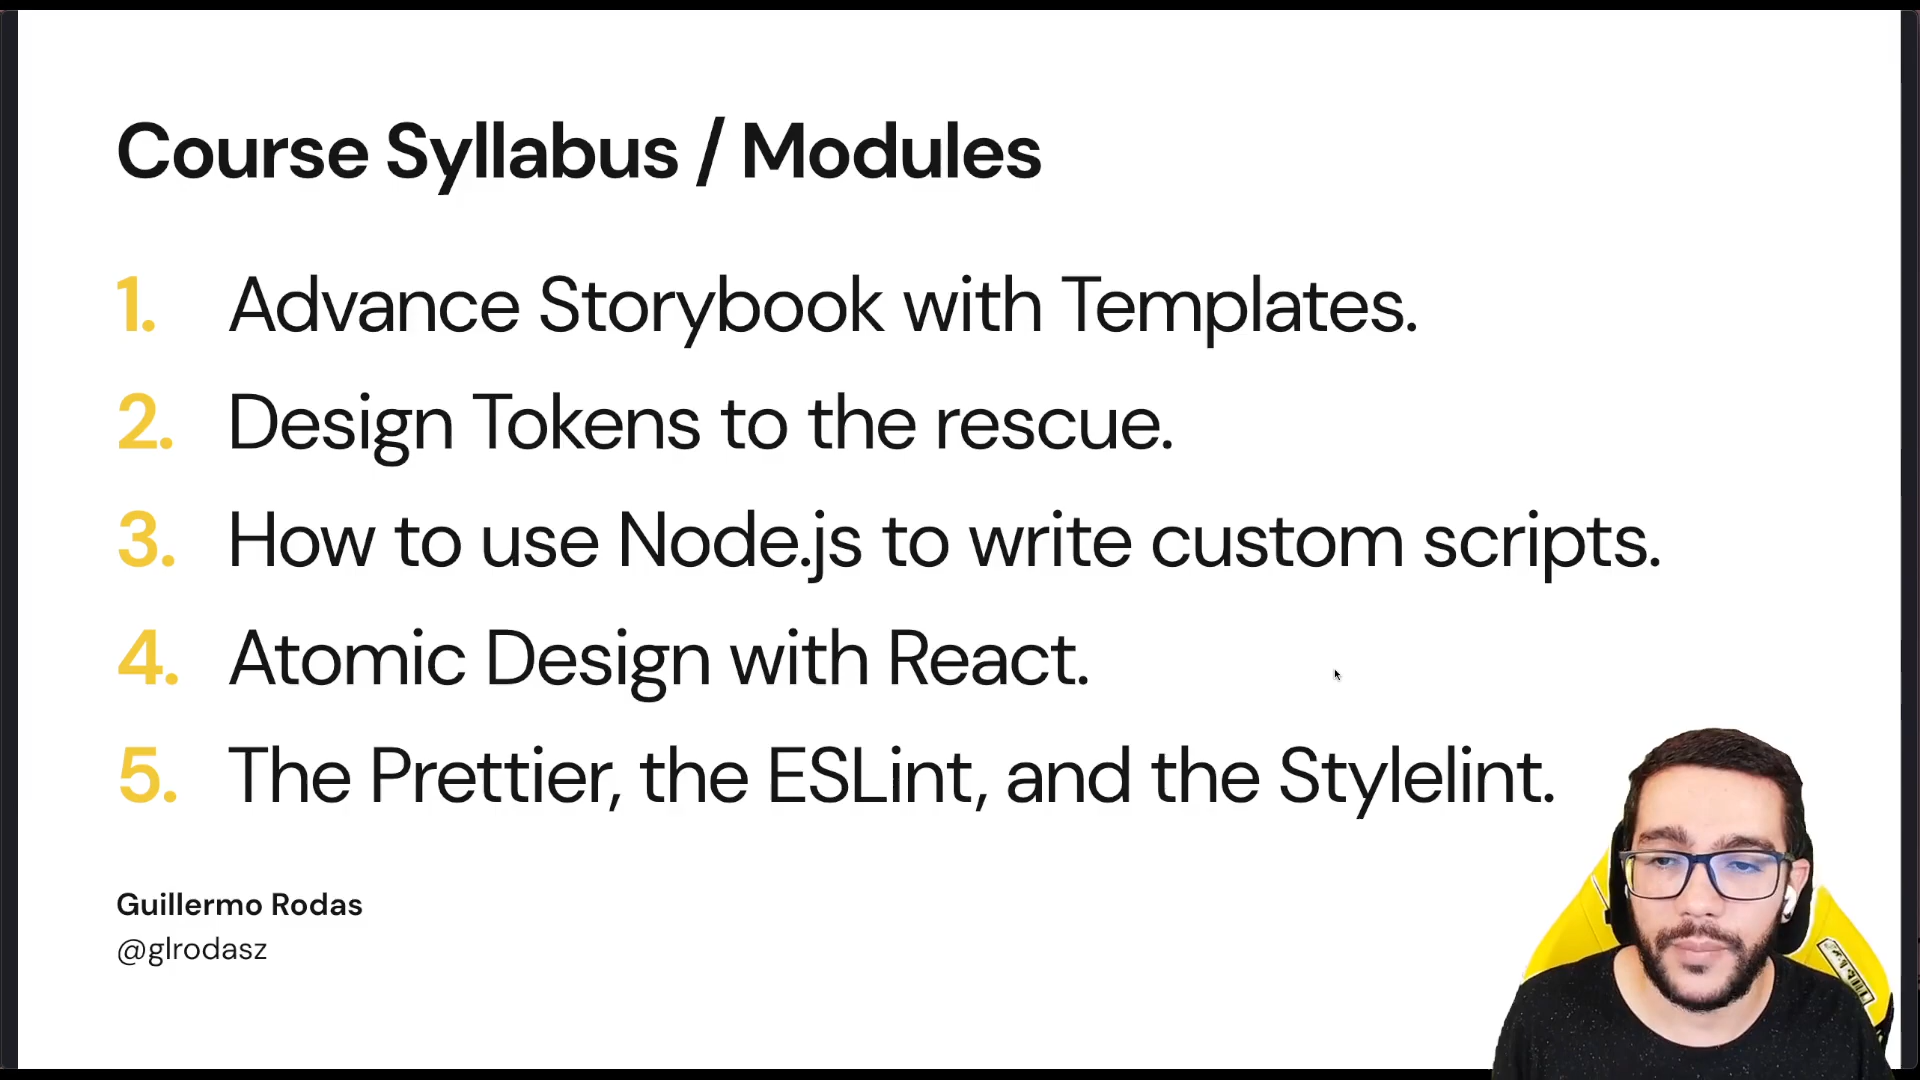 Course Syllabus / Modules
1. Advance Storybook with Templates.
2. Design Tokens to the rescue.
3. How to use Node.js to write custom scripts.
4. Atomic Design with React.
5. The Prettier, the ESLint, and the Stylelint.
Guillermo Rodas
@glrodasz